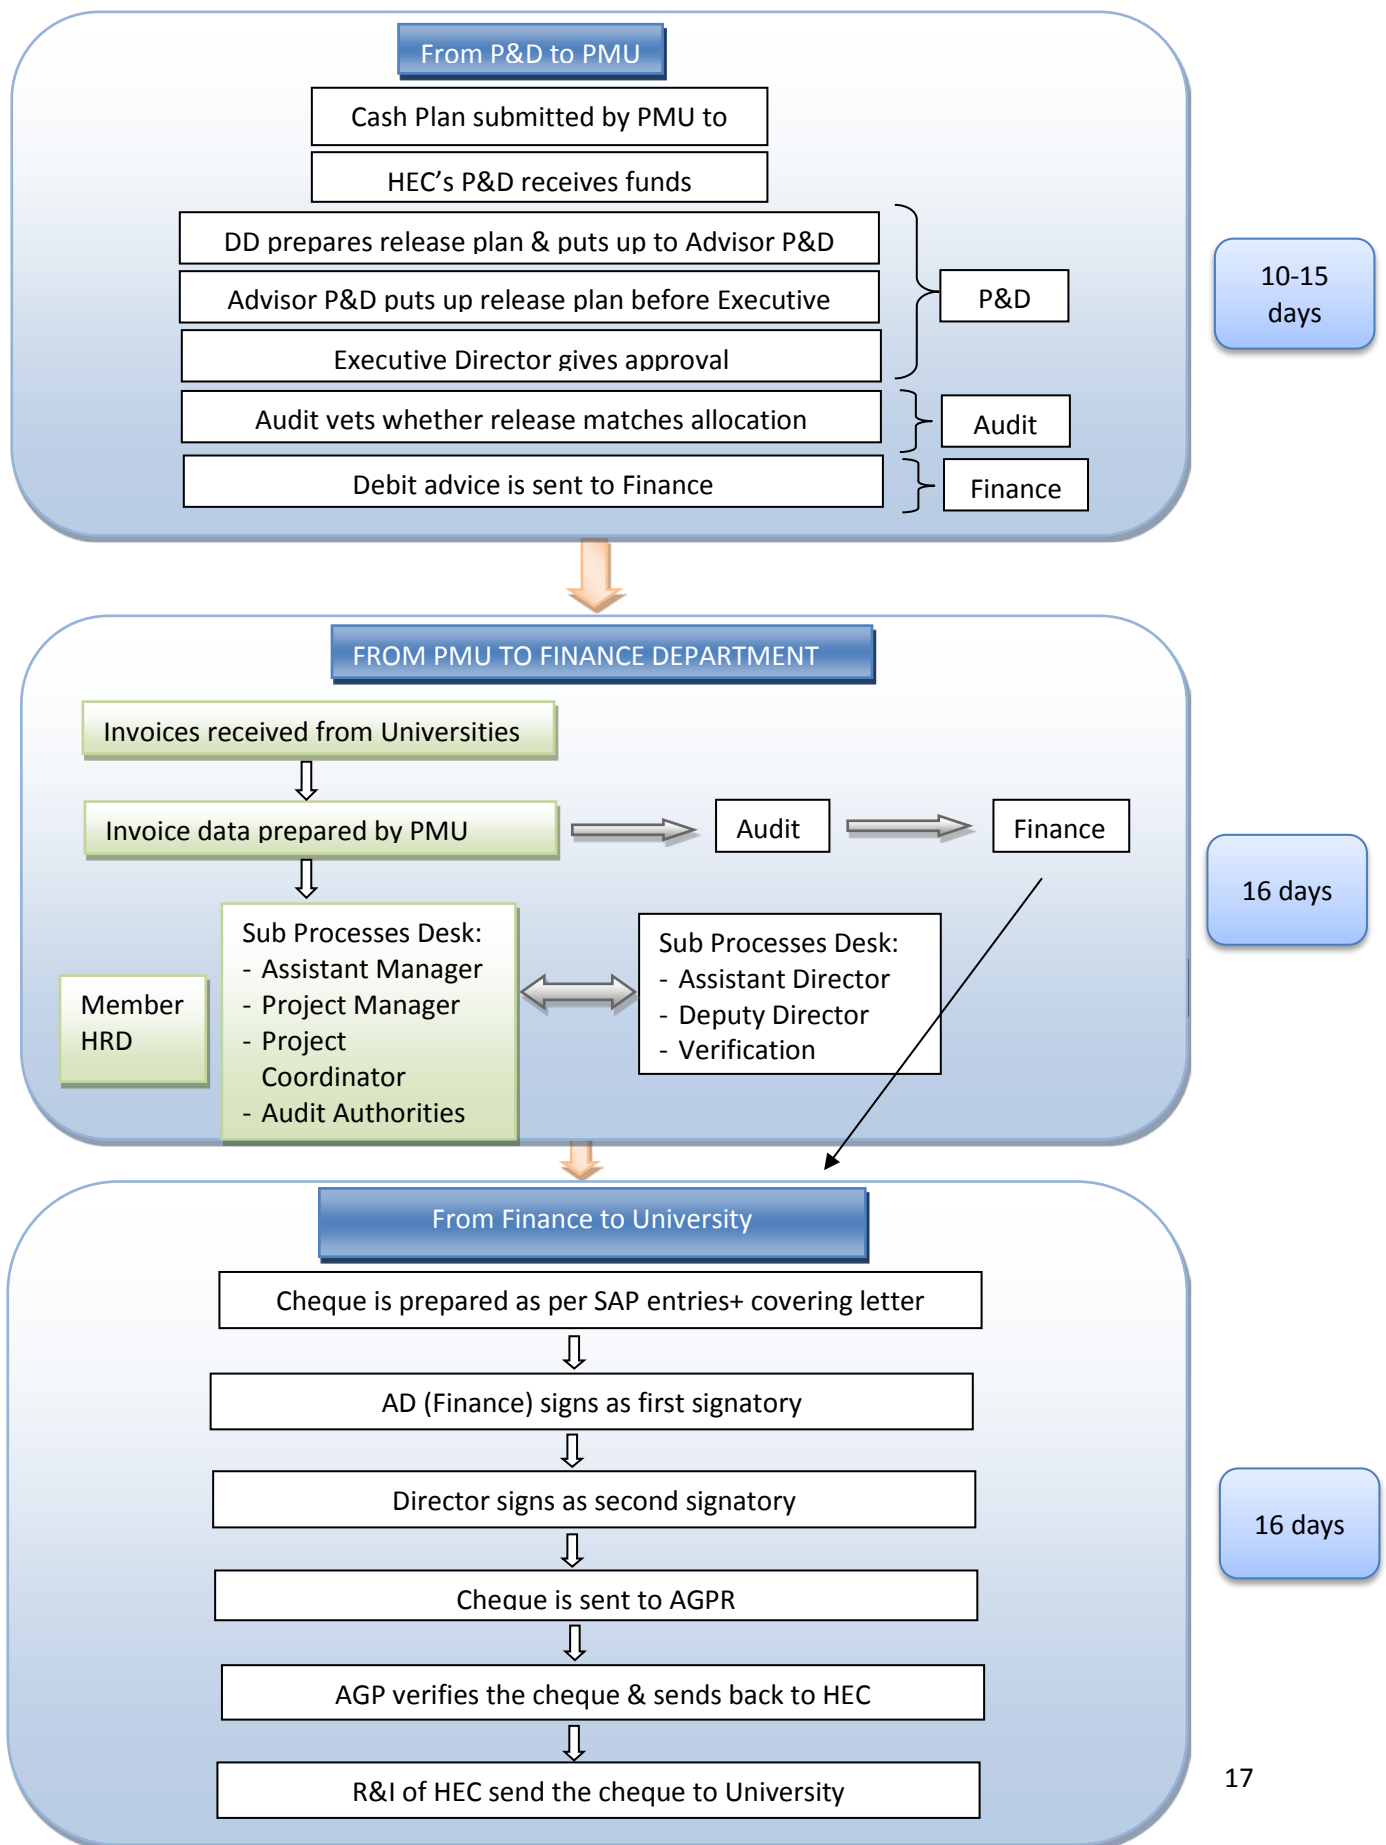 From P&D to PMU
Cash Plan submitted by PMU to
HEC’s P&D receives funds
DD prepares release plan & puts up to Advisor P&D
Advisor P&D puts up release plan before Executive
Executive Director gives approval
P&D
10-15
days
Audit vets whether release matches allocation
Audit
Debit advice is sent to Finance
Finance
FROM PMU TO FINANCE DEPARTMENT
Invoices received from Universities
Invoice data prepared by PMU
Audit
Finance
16 days
Member
HRD
Sub Processes Desk:
- Assistant Manager
- Project Manager
- Project
Coordinator
- Audit Authorities
Sub Processes Desk:
- Assistant Director
- Deputy Director
- Verification
From Finance to University
Cheque is prepared as per SAP entries+ covering letter
AD (Finance) signs as first signatory
Director signs as second signatory
16 days
Cheque is sent to AGPR
AGP verifies the cheque & sends back to HEC
R&I of HEC send the cheque to University
17